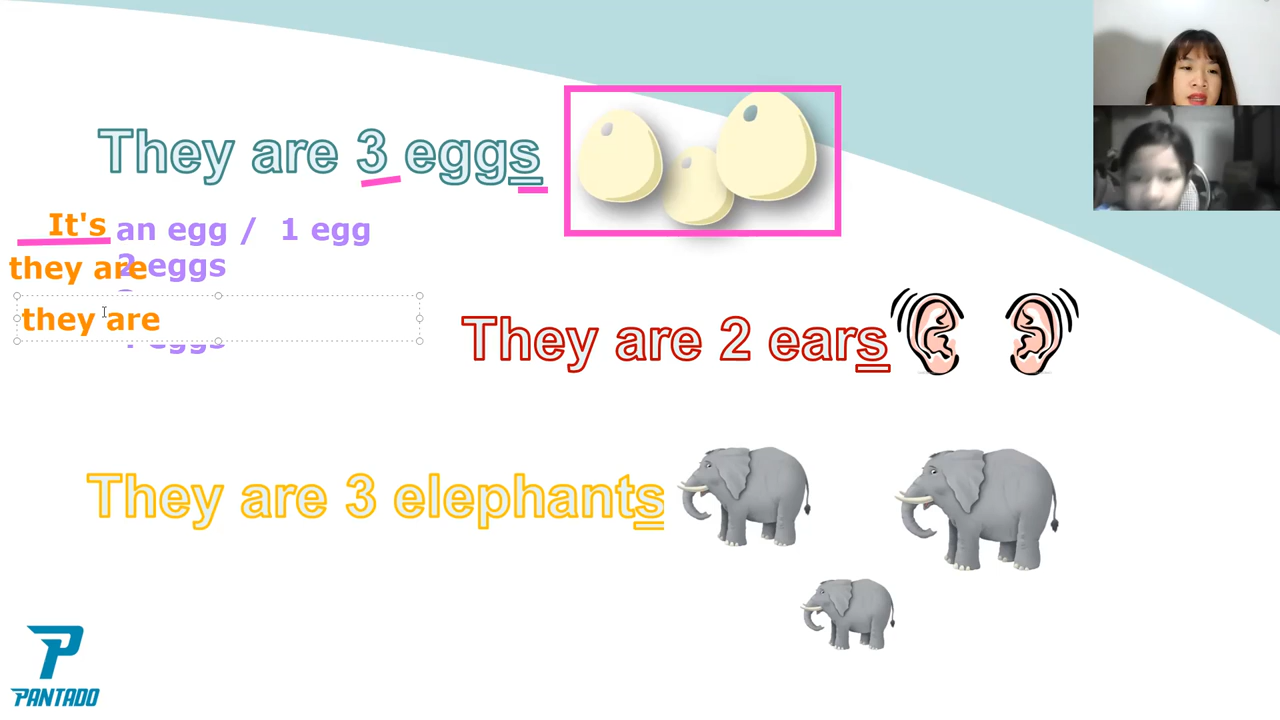 They are 3 eggs
It's an egg / 1 egg
they are 2 eggs
they are
eggs
They are 2 ears
They are 3 elephants
PANTADO